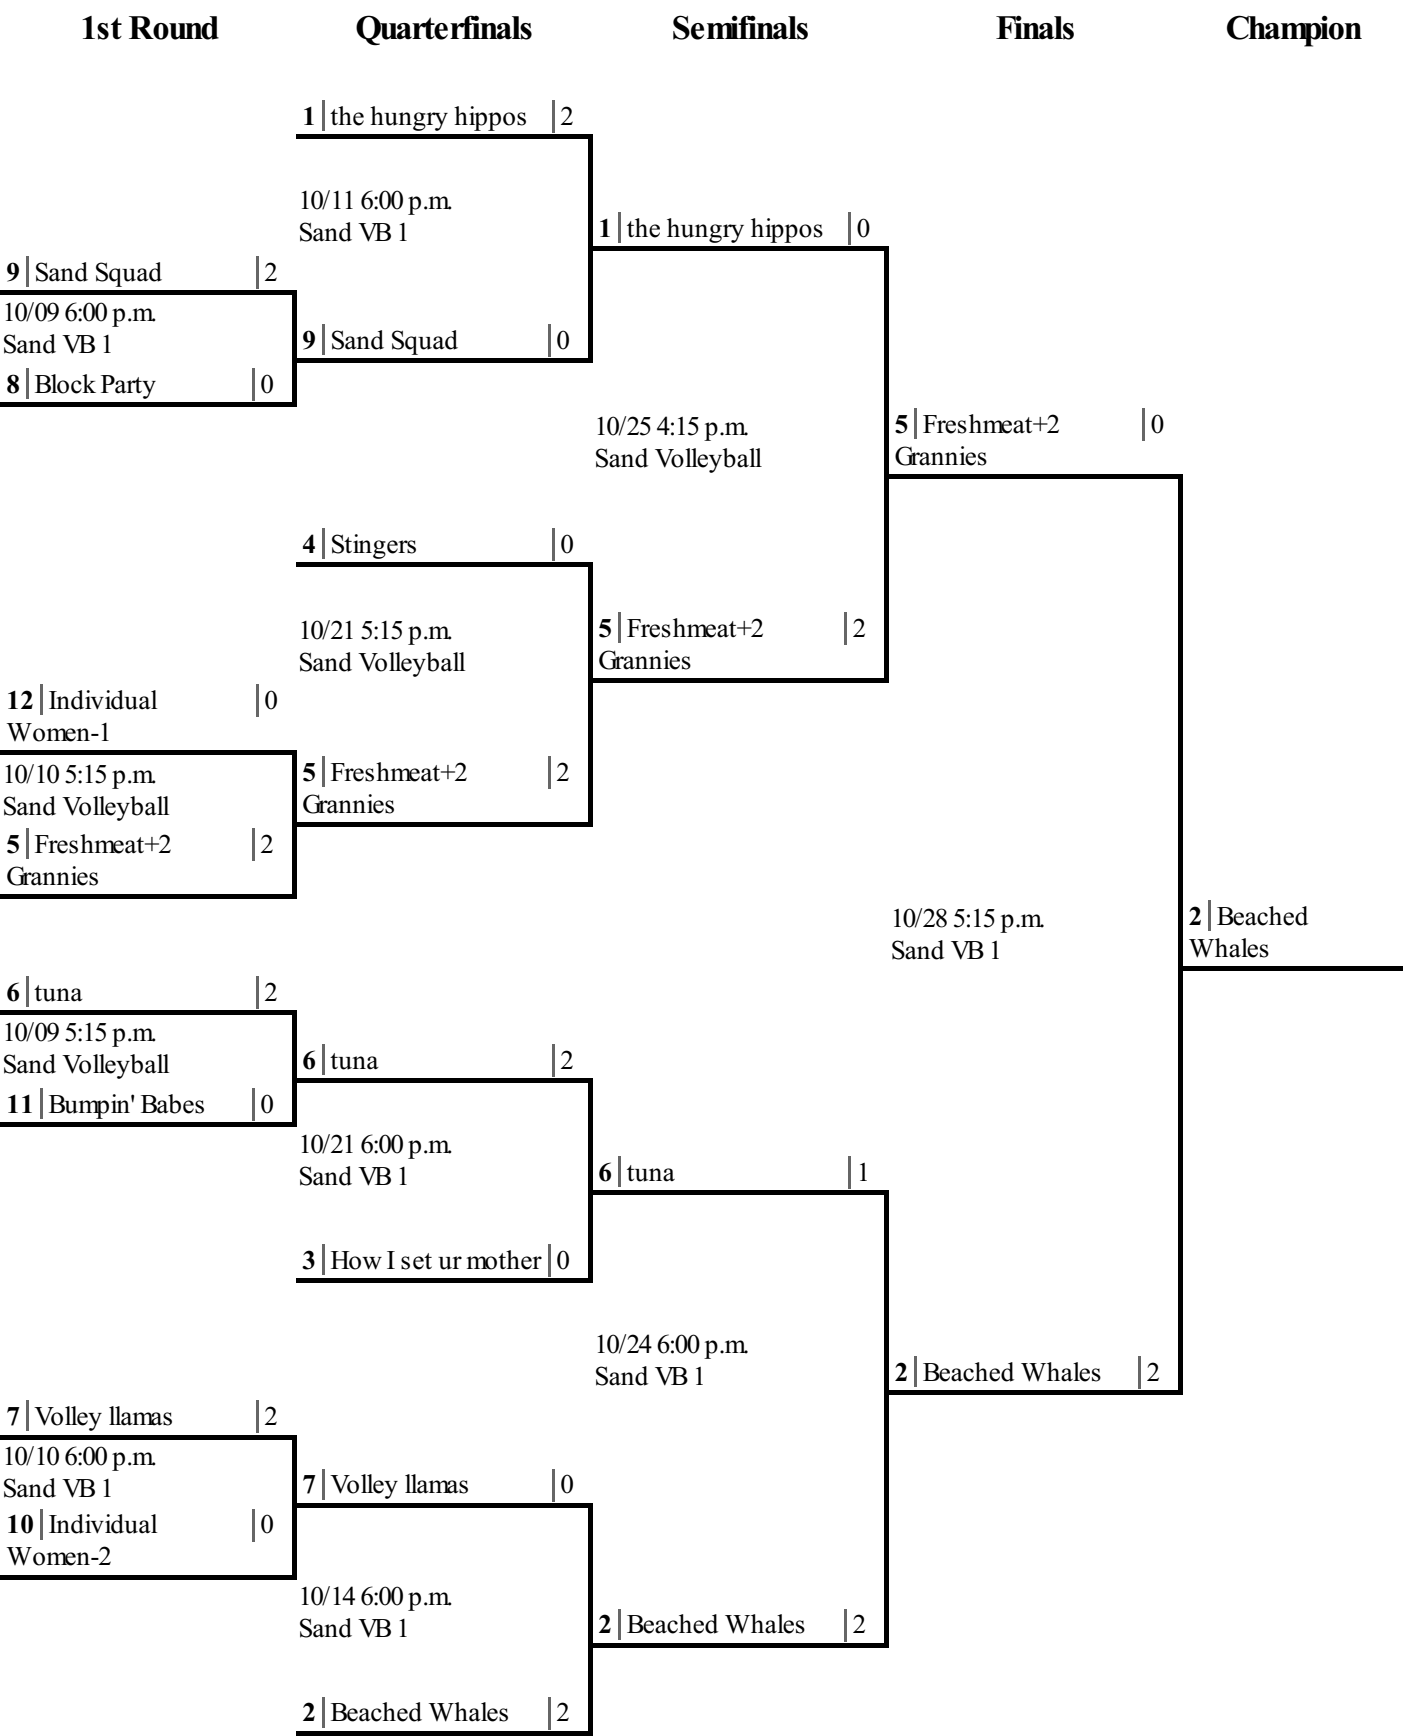 1st Round Quarterfinals Semifinals Finals Champion
1 the hungry hippos 2
10/11 6:00 p.m.
Sand VB 1
1 the hungry hippos 0
9 Sand Squad 2
10/09 6:00 p.m.
Sand VB 1
9 Sand Squad 0
8 Block Party 0
10/25 4:15 p.m.
Sand Volleyball
5 Freshmeat+2 0
Grannies
4 Stingers 0
10/21 5:15 p.m.
Sand Volleyball
5 Freshmeat+2 2
Grannies
12 Individual 0
Women-1
10/10 5:15 p.m.
Sand Volleyball
5 Freshmeat+2 2
Grannies
5 Freshmeat+2 2
Grannies
10/28 5:15 p.m.
Sand VB 1
2 Beached
Whales
6 tuna 2
10/09 5:15 p.m.
Sand Volleyball
6 tuna 2
11 Bumpin' Babes 0
10/21 6:00 p.m.
Sand VB 1
6 tuna 1
3 How I set ur mother 0
10/24 6:00 p.m.
Sand VB 1
2 Beached Whales 2
7 Volley llamas 2
10/10 6:00 p.m.
Sand VB 1
7 Volley llamas 0
10 Individual 0
Women-2
10/14 6:00 p.m.
Sand VB 1
2 Beached Whales 2
2 Beached Whales 2